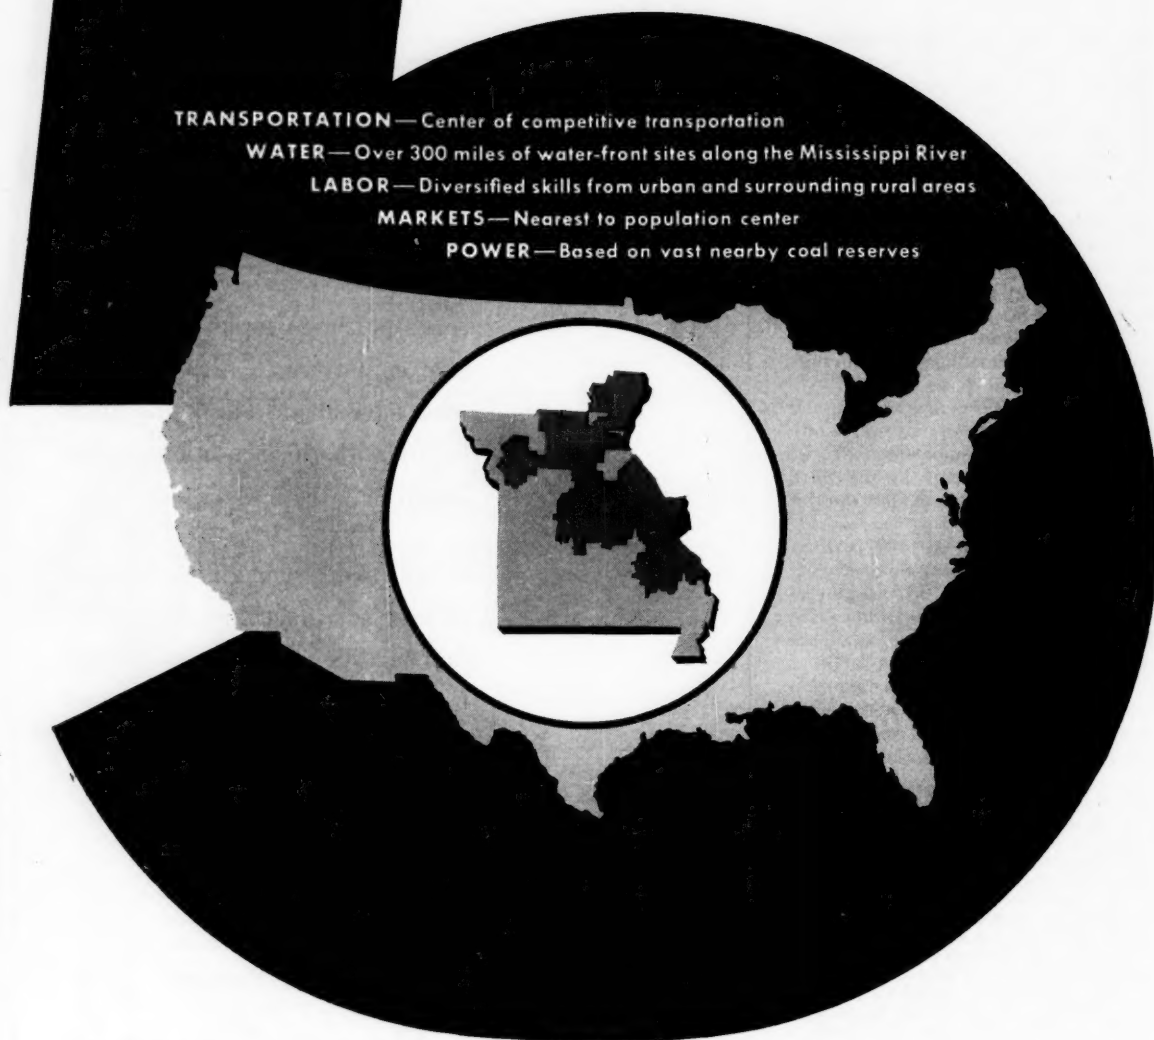 TRANSPORTATION—Center of competitive transportation
WATER—Over 300 miles of water-front sites along the Mississippi River
LABOR—Diversified skills from urban and surrounding rural areas
MARKETS—Nearest to population center
POWER—Based on vast nearby coal reserves